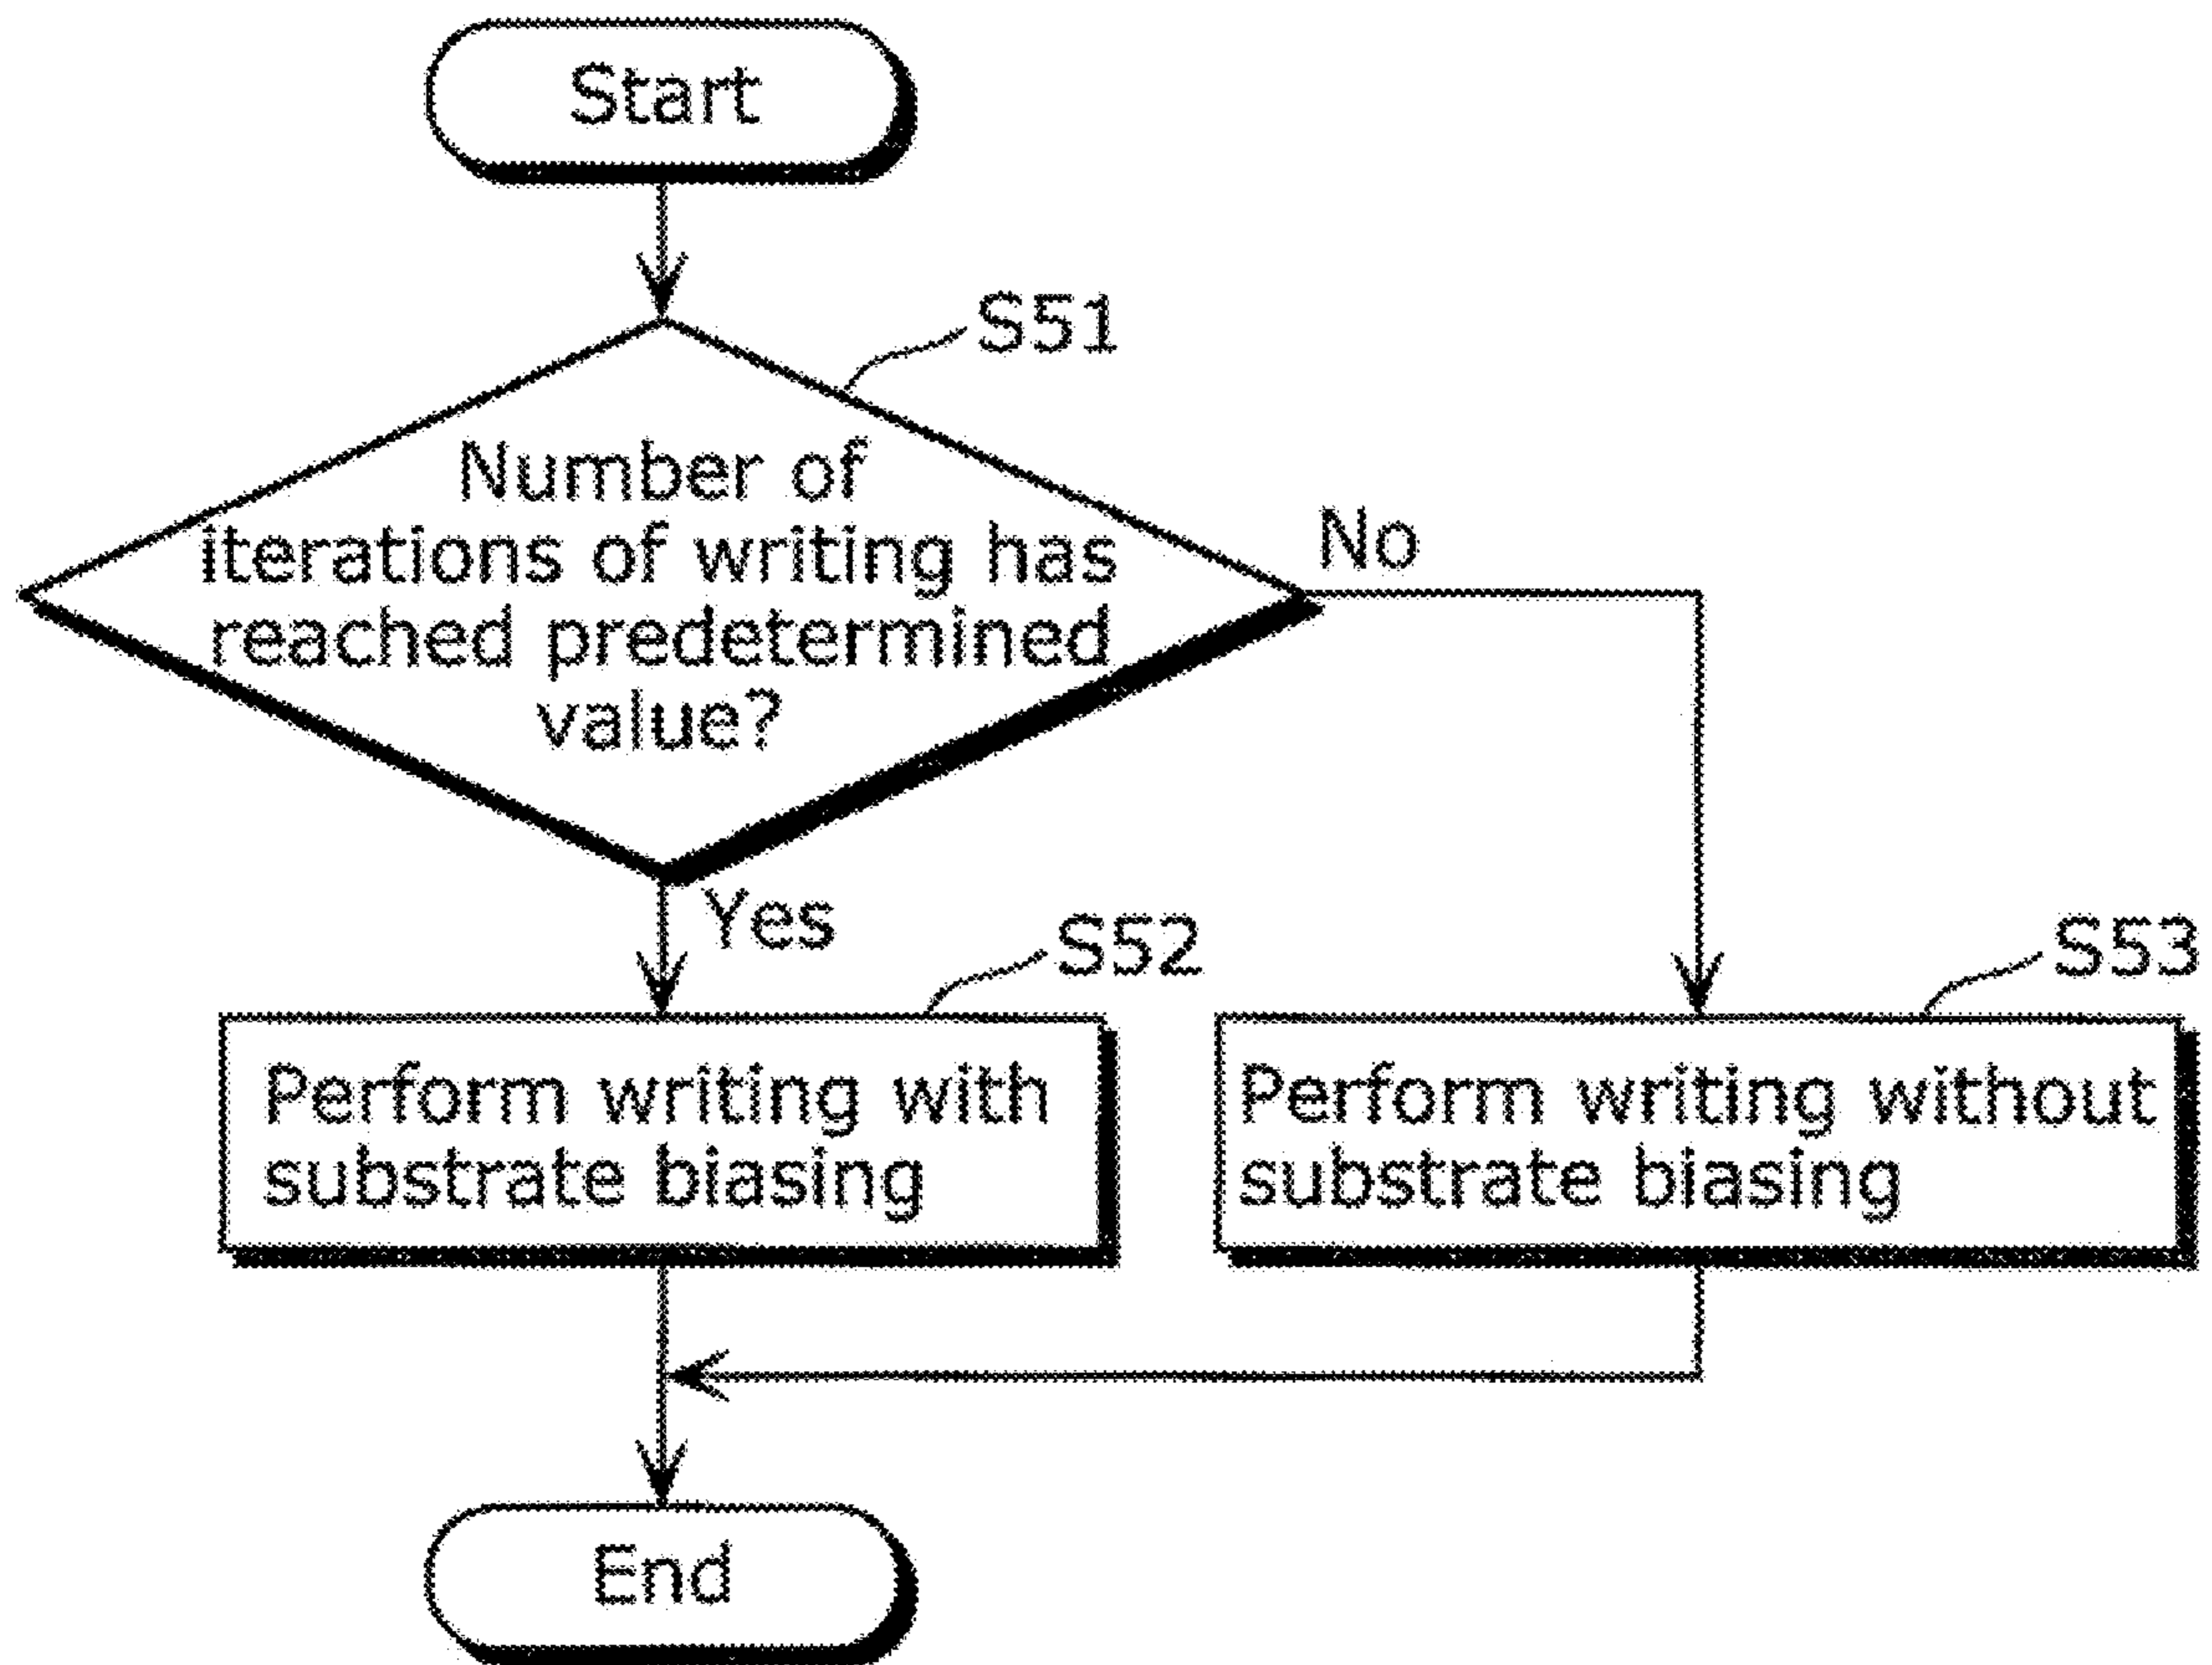 Start
S51
Number of
iterations of writing has
reached predetermined
value?
No
Yes
S52
S53
Perform writing with
substrate biasing
Perform writing without
substrate biasing
End